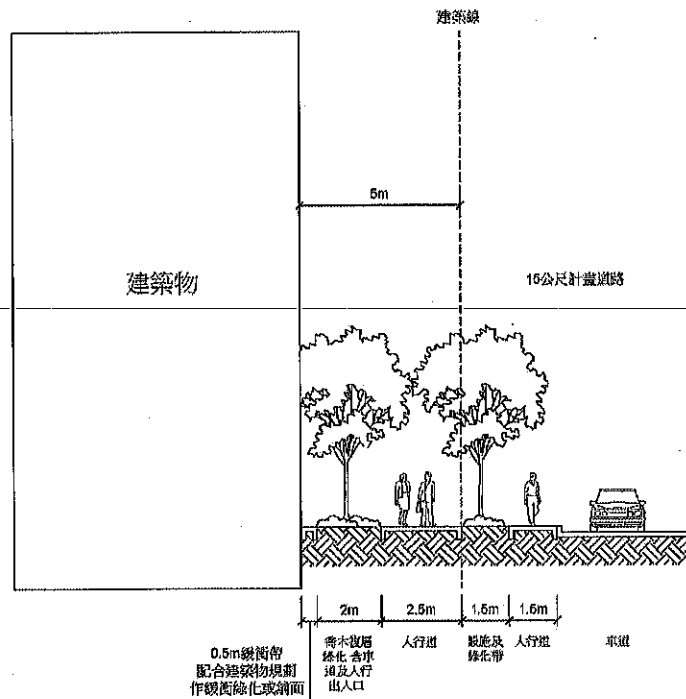 建築線
5m
建築物
15公尺計畫道路
2m
2.5m
1.5m
1.5m
0.5m緩衝帶
配合建築物規劃
作緩衝綠化或鋪面
喬木複層
綠化 含車
道及人行
出入口
人行道
設施及
綠化帶
人行道
車道